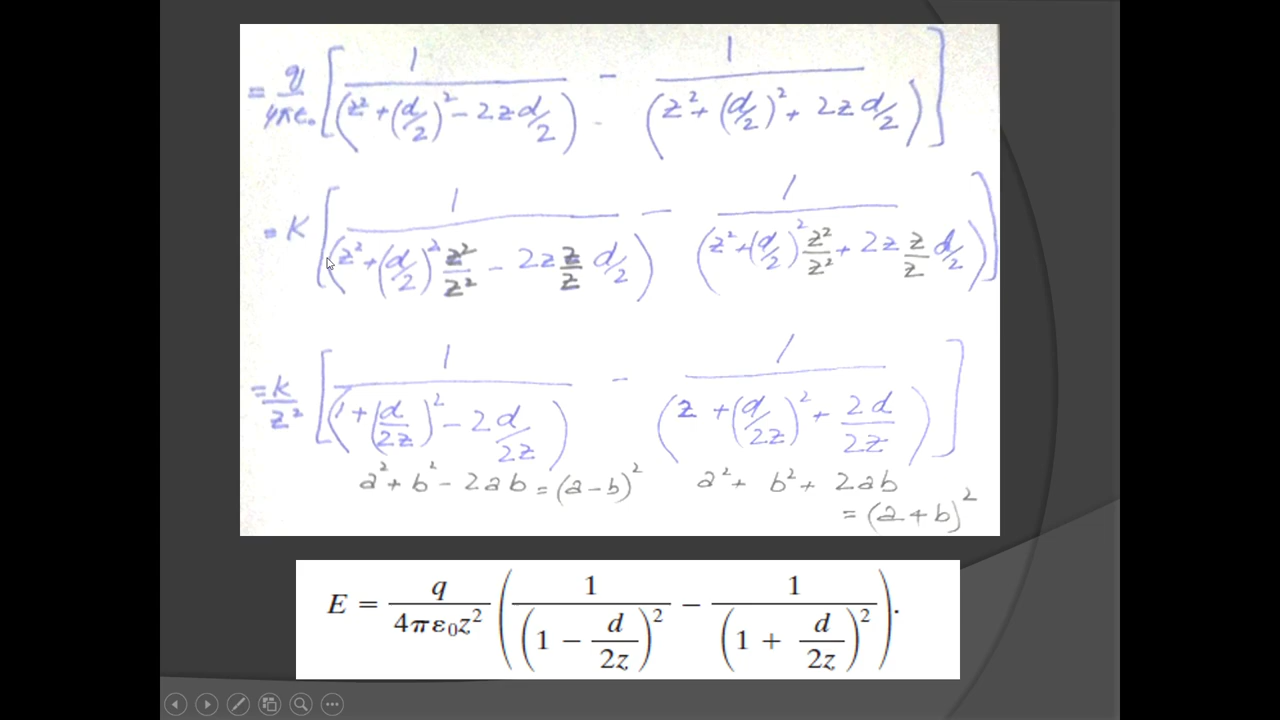 = q/4πε₀ [ 1/(z² + (d/2)² - 2z d/2) - 1/(z² + (d/2)² + 2z d/2) ]
= K [ 1/(z² + (d/2)² z²/z² - 2z z/z d/2) - 1/(z² + (d/2)² z²/z² + 2z z/z d/2) ]
= K/z² [ 1/(1 + (d/2z)² - 2 d/2z) - 1/(z + (d/2z)² + 2d/2z) ]
a² + b² - 2ab = (a - b)² a² + b² + 2ab
= (a + b)²
E = q/4πε₀z² ( 1/(1 - d/2z)² - 1/(1 + d/2z)² ).